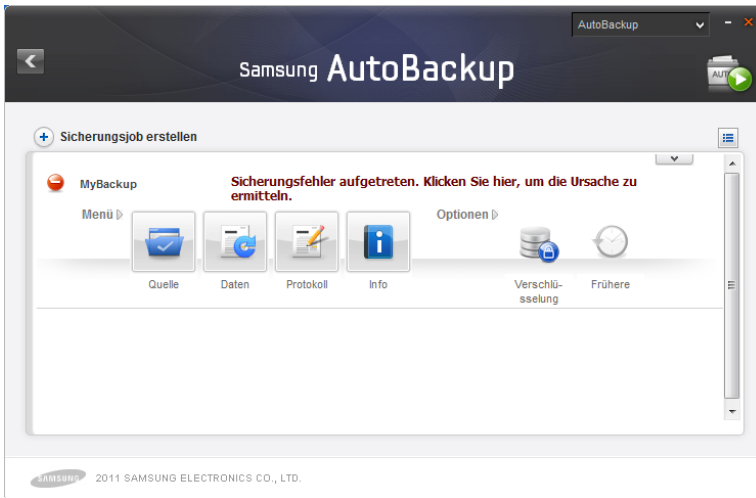 AutoBackup
Samsung AutoBackup
AUTO
Sicherungsjob erstellen
MyBackup
Sicherungsfehler aufgetreten. Klicken Sie hier, um die Ursache zu
ermitteln.
Menü
Optionen
Quelle
Daten
Protokoll
Info
Verschlü-
sselung
Frühere
SAMSUNG
2011 SAMSUNG ELECTRONICS CO., LTD.